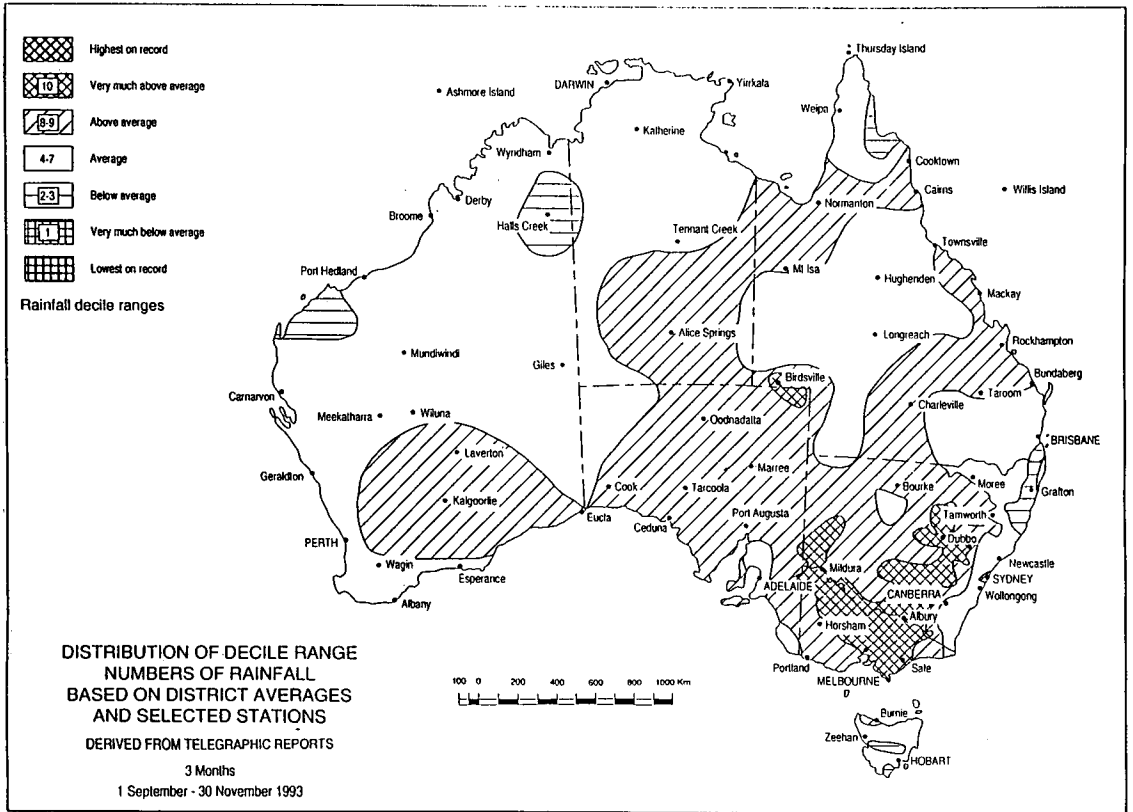 Highest on record
10 Very much above average
8-9 Above average
4-7 Average
2-3 Below average
1 Very much below average
Lowest on record
Rainfall decile ranges
Thursday Island
DARWIN
Yirrkala
Ashmore Island
Weipa
Katherine
Wyndham
Cooktown
Willis Island
Cairns
Derby
Normanton
Broome
Halls Creek
Tennant Creek
Townsville
Mt Isa
Port Hedland
Hughenden
Mackay
Alice Springs
Longreach
Rockhampton
Mundiwindi
Giles
Birdsville
Bundaberg
Carnarvon
Taroom
Charleville
Meekatharra
Wiluna
Oodnadatta
BRISBANE
Laverton
Marree
Geraldton
Cook
Tarcoola
Bourke
Moree
Grafton
Kalgoorlie
Eucla
Ceduna
Port Augusta
Tamworth
PERTH
Dubbo
Wagin
Esperance
Mildura
Newcastle
ADELAIDE
SYDNEY
CANBERRA
Wollongong
Albany
Horsham
Albury
Portland
Sale
MELBOURNE
Burnie
Zeehan
HOBART
DISTRIBUTION OF DECILE RANGE
NUMBERS OF RAINFALL
BASED ON DISTRICT AVERAGES
AND SELECTED STATIONS
DERIVED FROM TELEGRAPHIC REPORTS
3 Months
1 September - 30 November 1993
100 0 200 400 600 800 1000 Km